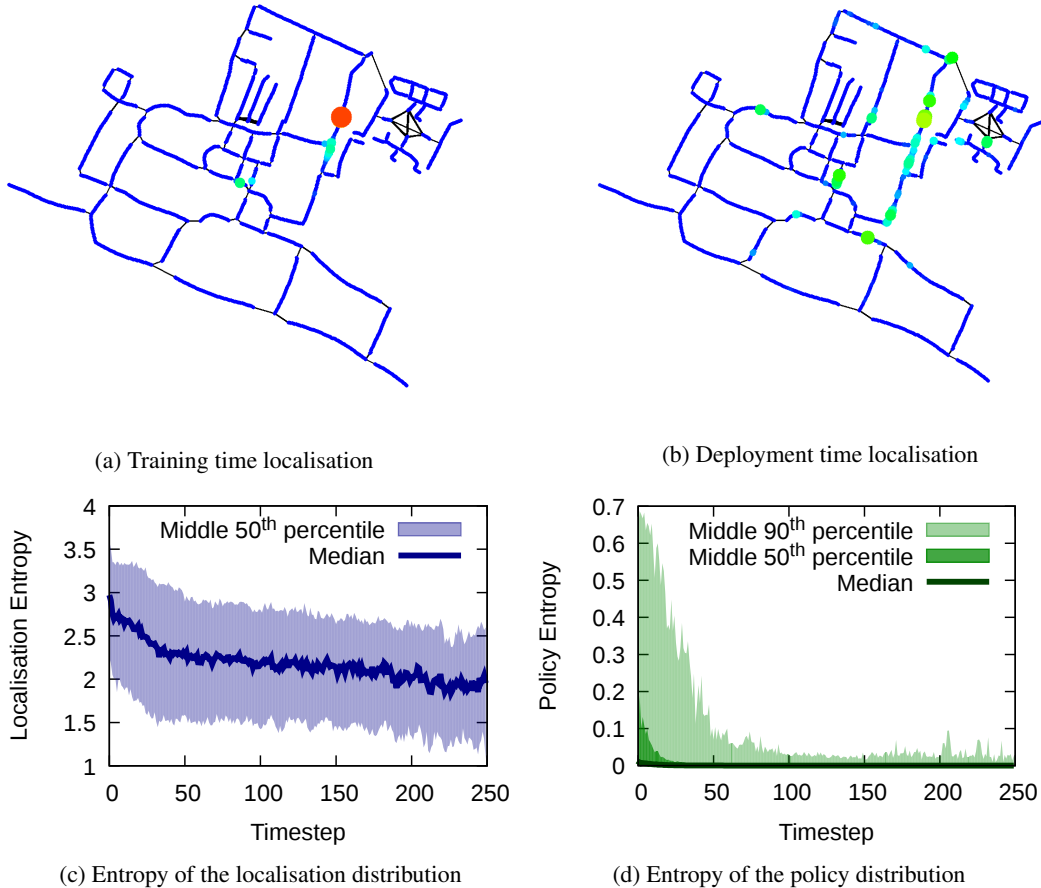 (a) Training time localisation
(b) Deployment time localisation
Localisation Entropy
4
3.5
3
2.5
2
1.5
1
Middle 50th percentile
Median
0 50 100 150 200 250
Timestep
(c) Entropy of the localisation distribution
Policy Entropy
0.7
0.6
0.5
0.4
0.3
0.2
0.1
0
Middle 90th percentile
Middle 50th percentile
Median
0 50 100 150 200 250
Timestep
(d) Entropy of the policy distribution